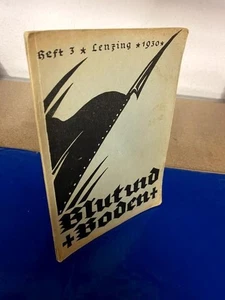 Heft 3 * Lenzing * 1930 *
Blut und
+ Boden +